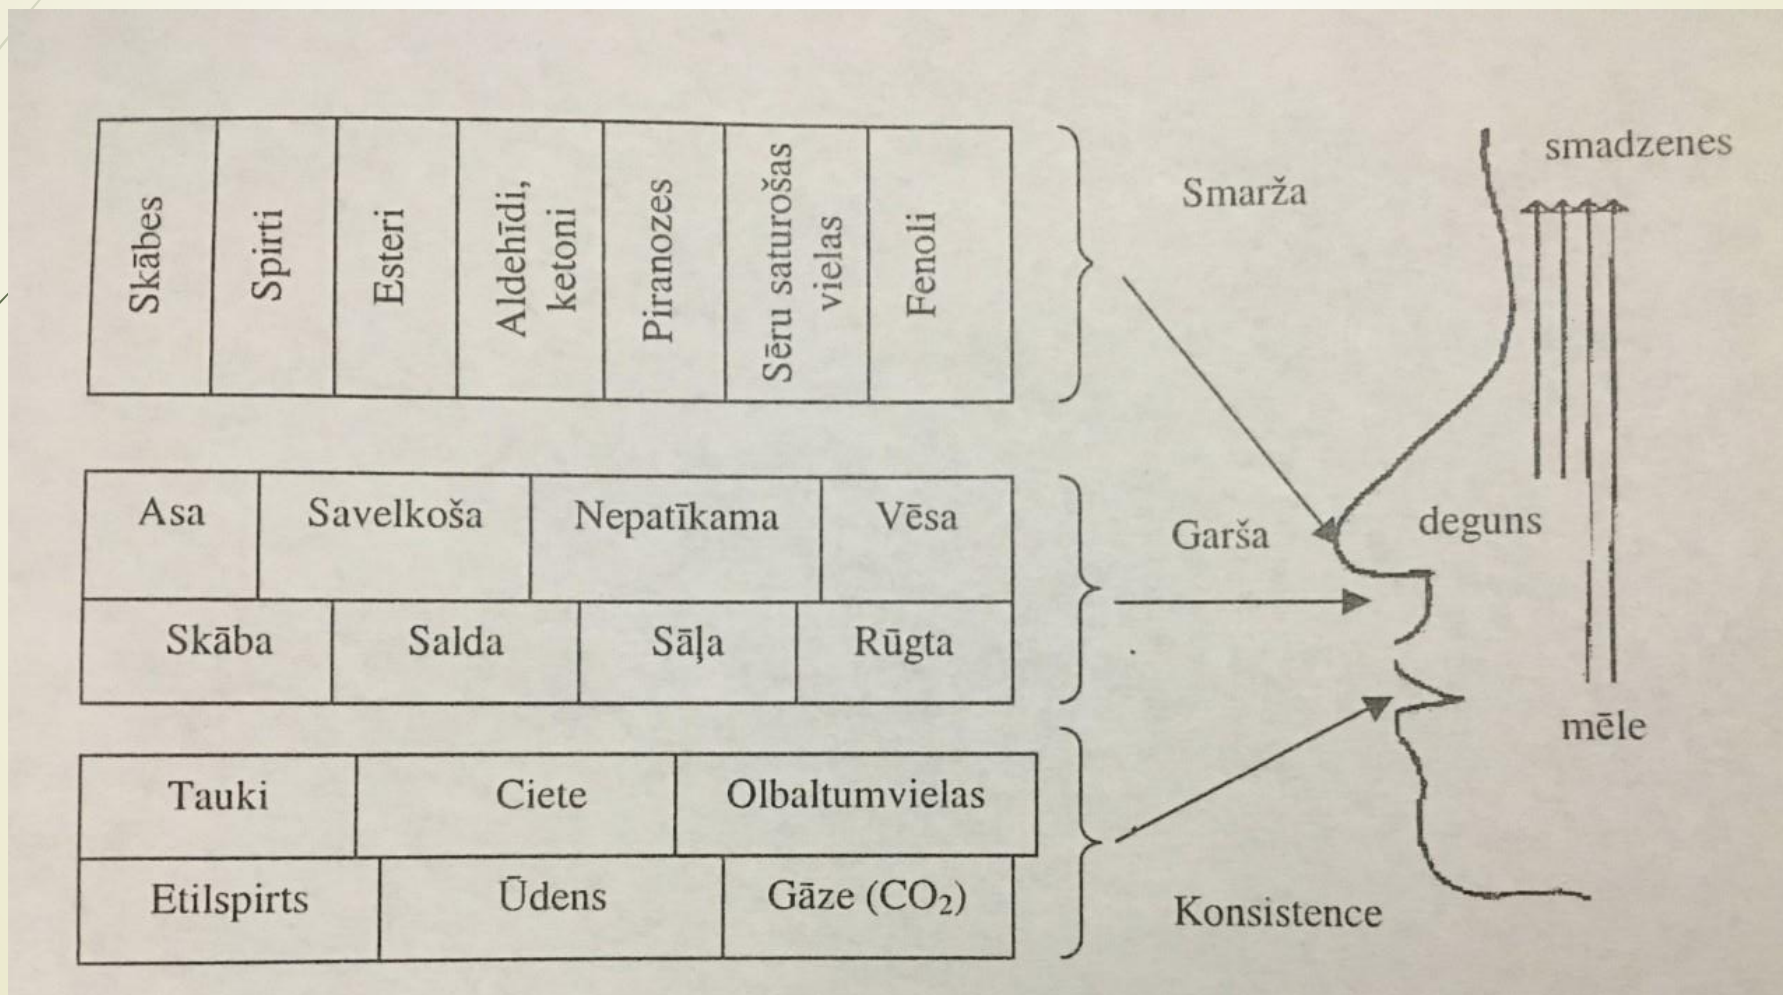 Skābes
Spirti
Esteri
Aldehīdi,
ketoni
Piranozes
Sēru saturošas
vielas
Fenoli
Smarža
smadzenes
Asa
Savelkoša
Nepatīkama
Vēsa
Skāba
Salda
Sāļa
Rūgta
Garša
deguns
mēle
Tauki
Ciete
Olbaltumvielas
Etilspirts
Ūdens
Gāze (CO₂)
Konsistence